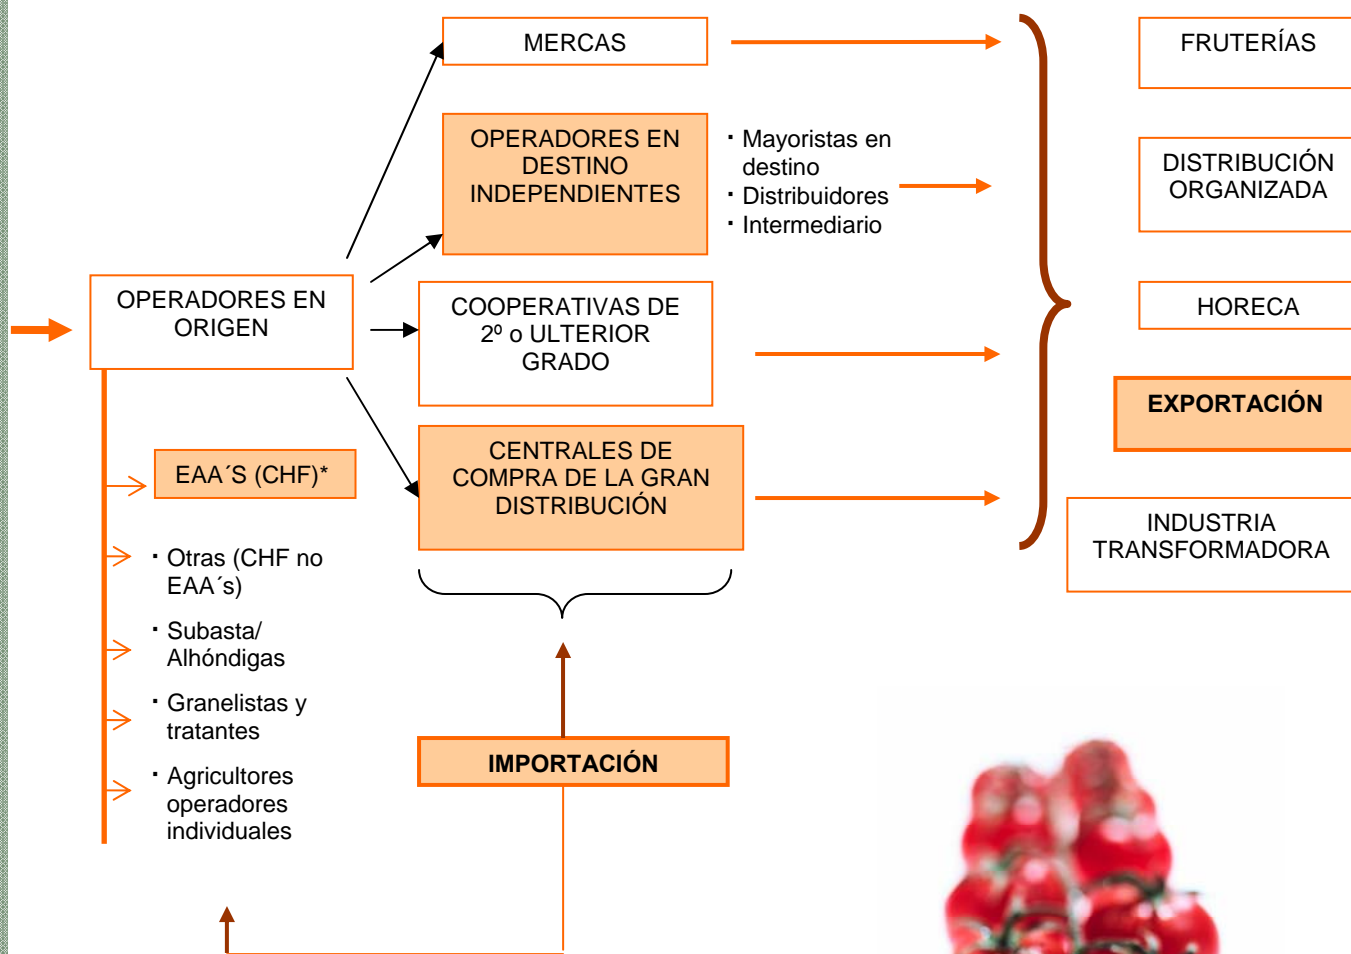 MERCAS
OPERADORES EN
DESTINO
INDEPENDIENTES
· Mayoristas en
destino
· Distribuidores
· Intermediario
OPERADORES EN
ORIGEN
COOPERATIVAS DE
2º o ULTERIOR
GRADO
CENTRALES DE
COMPRA DE LA GRAN
DISTRIBUCIÓN
EAA´S (CHF)*
· Otras (CHF no
EAA´s)
· Subasta/
Alhóndigas
· Granelistas y
tratantes
· Agricultores
operadores
individuales
IMPORTACIÓN
FRUTERÍAS
DISTRIBUCIÓN
ORGANIZADA
HORECA
EXPORTACIÓN
INDUSTRIA
TRANSFORMADORA